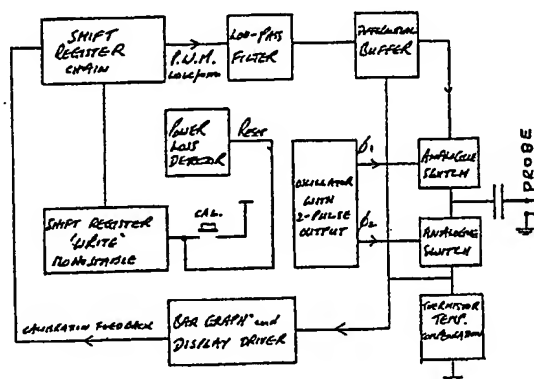 SHIFT
REGISTER
CHAIN
P.W.M.
LOW-PASS
FILTER
DIFFERENTIAL
BUFFER
POWER
LOSS
DETECTOR
RESET
Φ1
ANALOGUE
SWITCH
OSCILLATOR
WITH
2-PULSE
OUTPUT
PROBE
SHIFT REGISTER
"WRITE"
MONOSTABLE
CAL.
Φ2
ANALOGUE
SWITCH
CALIBRATION FEEDBACK
BAR GRAPH and
DISPLAY DRIVER
THERMISTOR
TEMP.
COMPENSATION